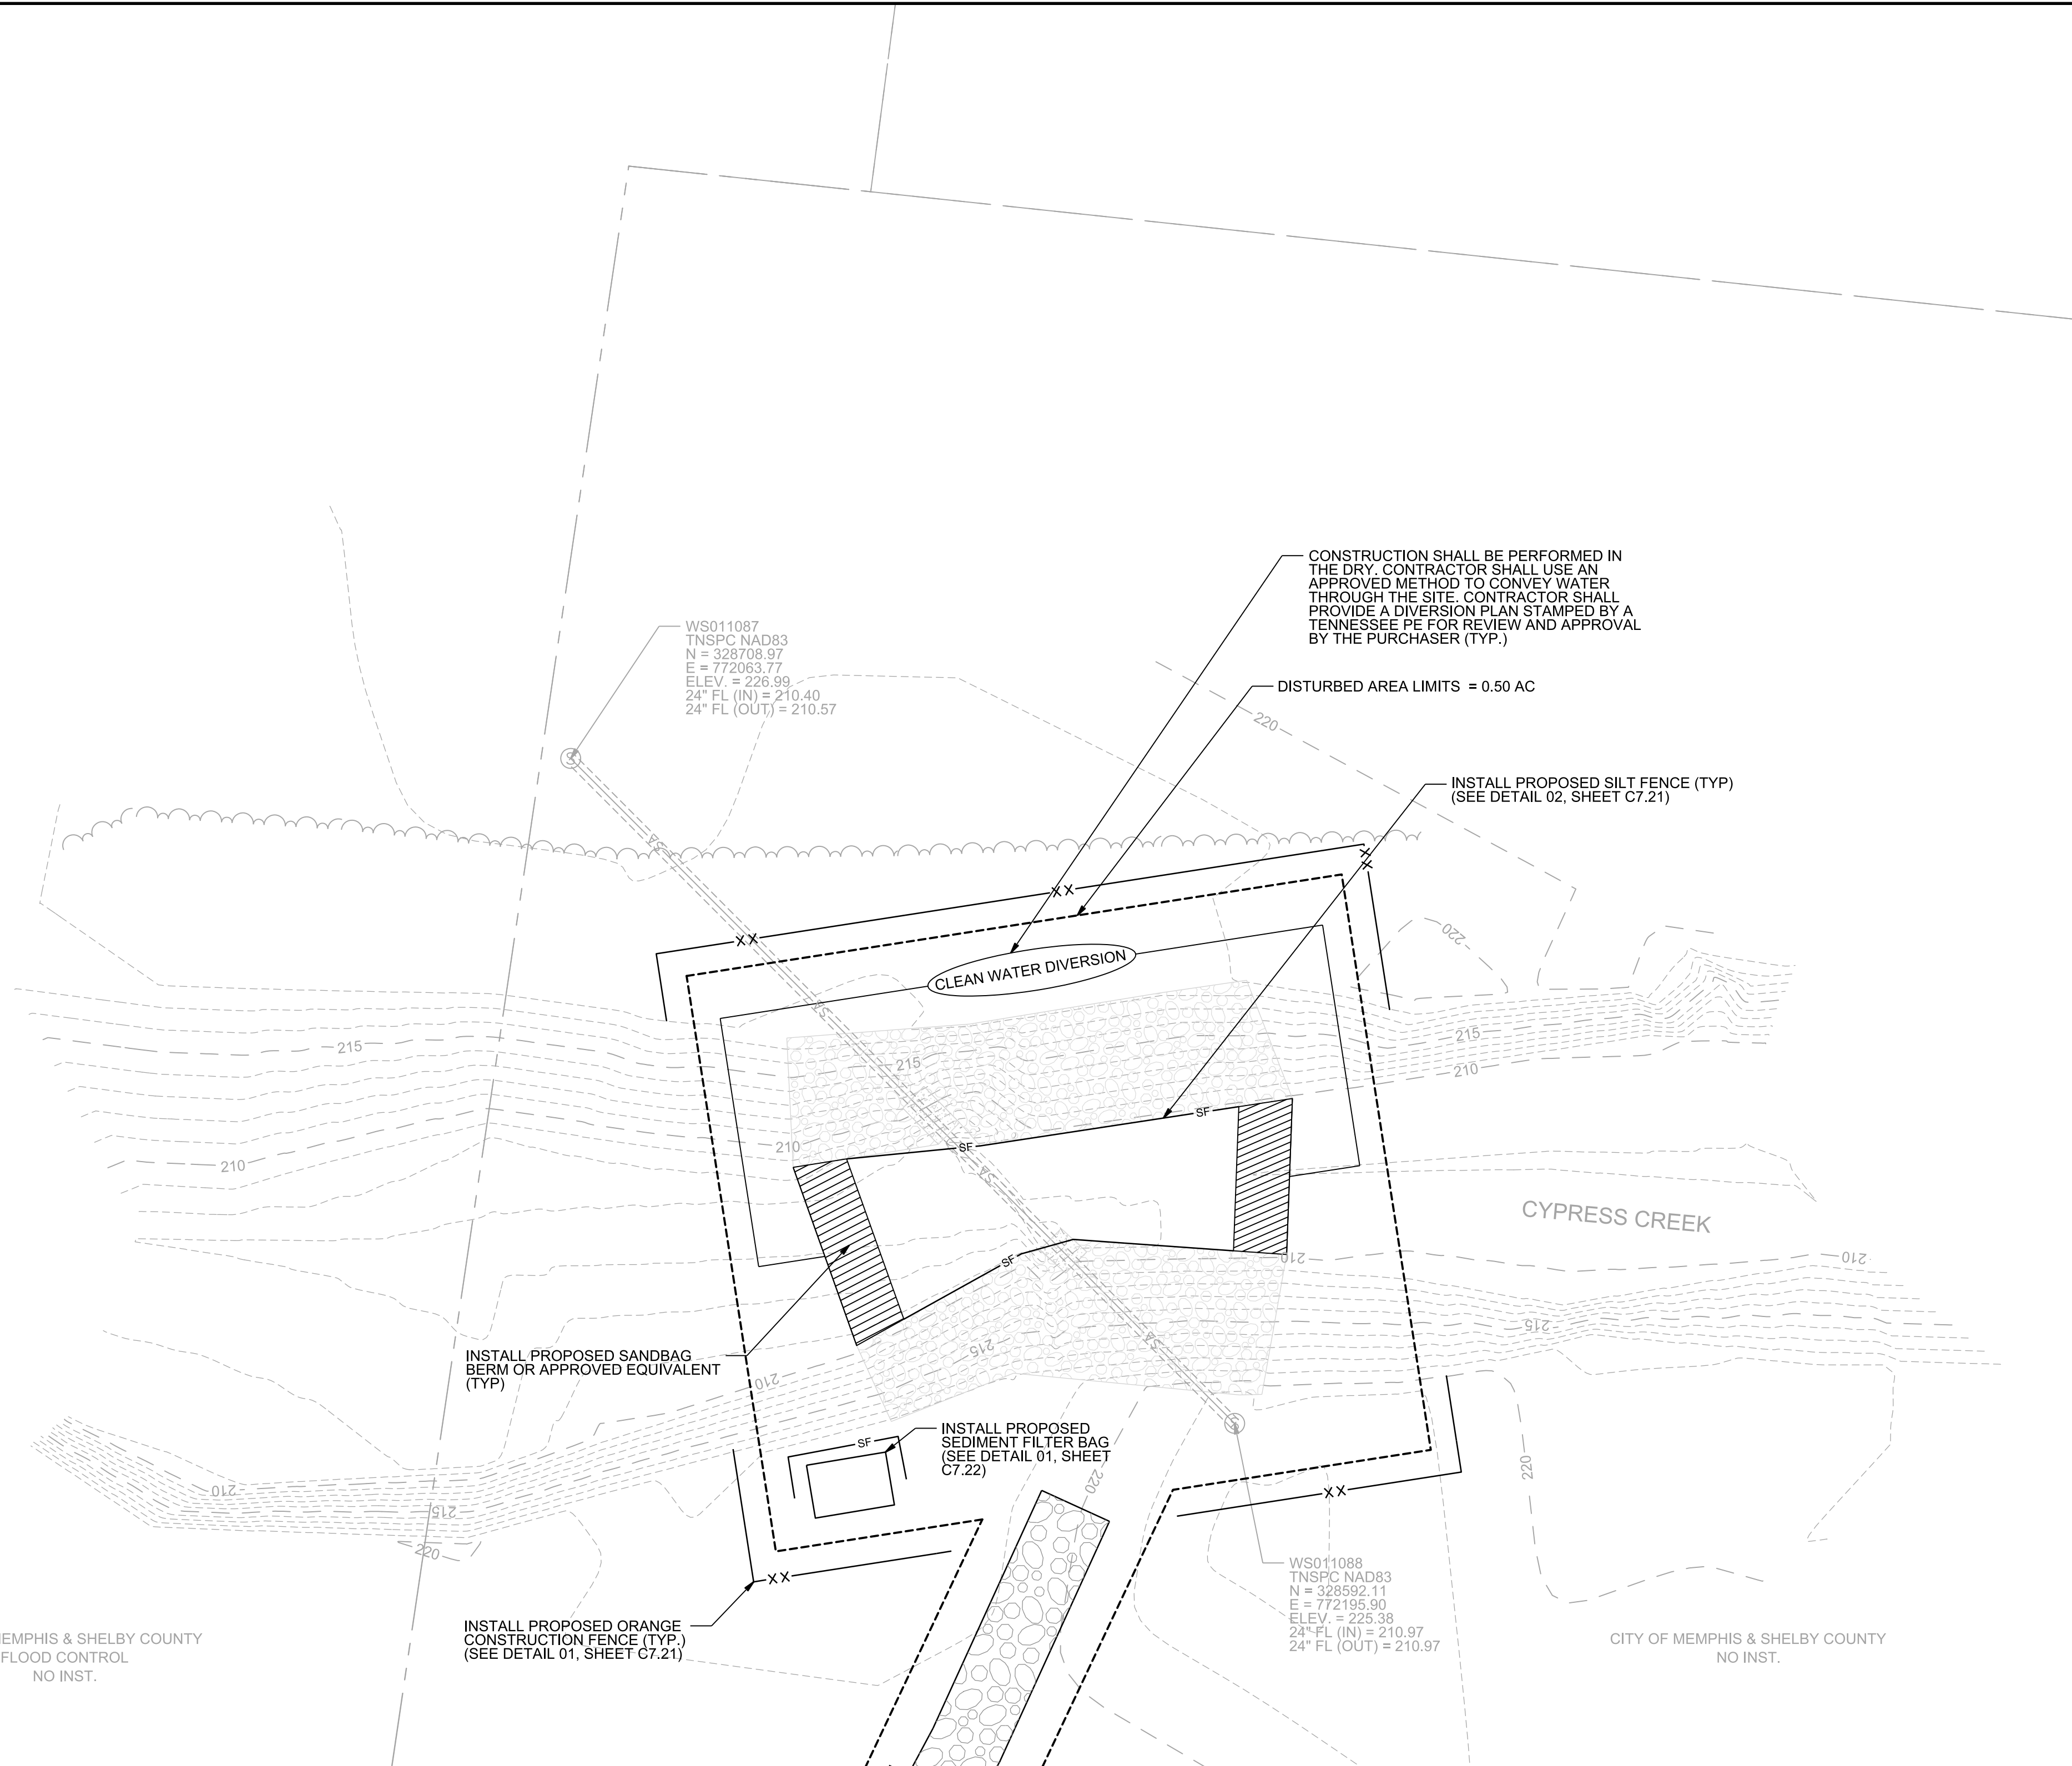 CONSTRUCTION SHALL BE PERFORMED IN
THE DRY. CONTRACTOR SHALL USE AN
APPROVED METHOD TO CONVEY WATER
THROUGH THE SITE. CONTRACTOR SHALL
PROVIDE A DIVERSION PLAN STAMPED BY A
TENNESSEE PE FOR REVIEW AND APPROVAL
BY THE PURCHASER (TYP.)
WS011087
TNSPC NAD83
N = 328708.97
E = 772063.77
ELEV. = 226.99
24" FL (IN) = 210.40
24" FL (OUT) = 210.57
DISTURBED AREA LIMITS = 0.50 AC
220
INSTALL PROPOSED SILT FENCE (TYP)
(SEE DETAIL 02, SHEET C7.21)
S
SA
X
X
X X
X X
220
CLEAN WATER DIVERSION
SA
215
215
215
210
SF
210
SF
210
SA
CYPRESS CREEK
210
210
SF
215
SA
215
INSTALL PROPOSED SANDBAG
BERM OR APPROVED EQUIVALENT
(TYP)
210
S
INSTALL PROPOSED
SEDIMENT FILTER BAG
(SEE DETAIL 01, SHEET
C7.22)
SF
220
220
210
X X
215
220
X X
WS011088
TNSPC NAD83
N = 328592.11
E = 772195.90
ELEV. = 225.38
24" FL (IN) = 210.97
24" FL (OUT) = 210.97
INSTALL PROPOSED ORANGE
CONSTRUCTION FENCE (TYP.)
(SEE DETAIL 01, SHEET C7.21)
EMPHIS & SHELBY COUNTY
FLOOD CONTROL
NO INST.
CITY OF MEMPHIS & SHELBY COUNTY
NO INST.